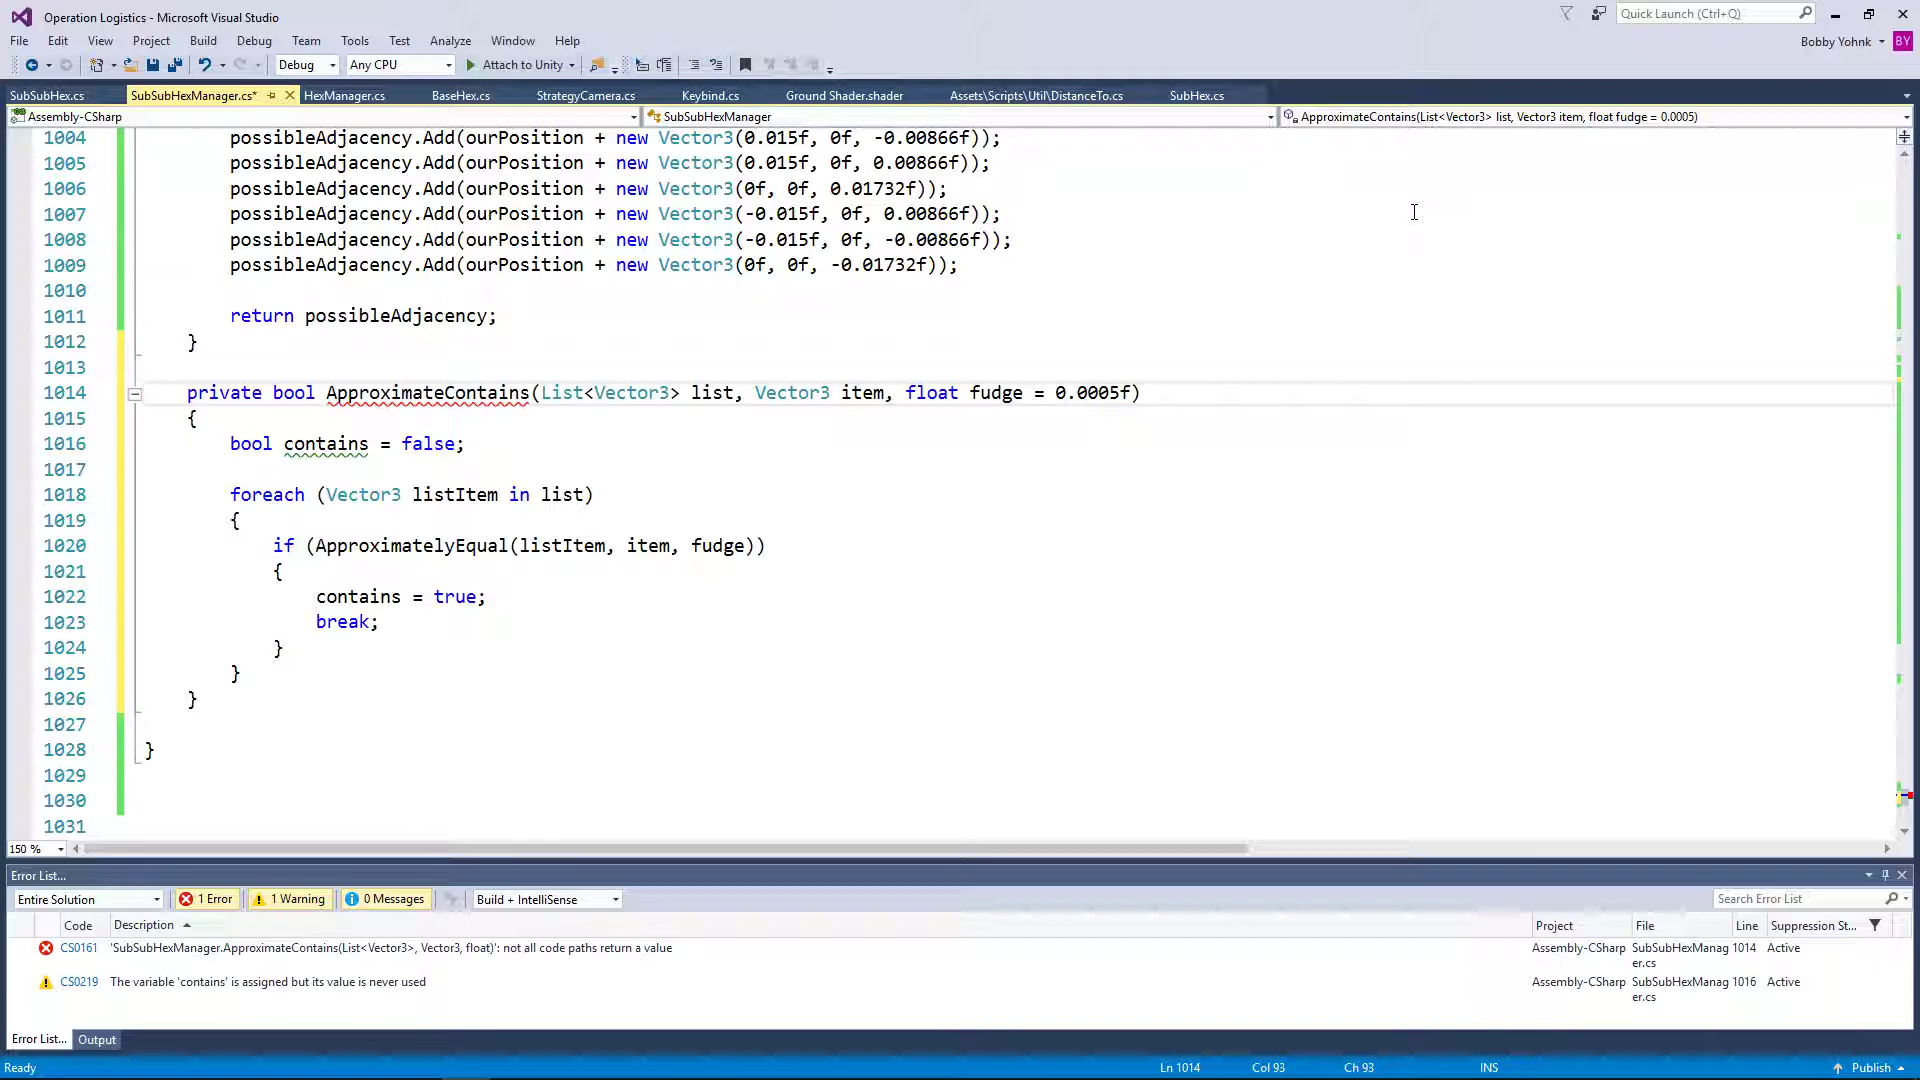 Operation Logistics - Microsoft Visual Studio
Quick Launch (Ctrl+Q)
File Edit View Project Build Debug Team Tools Test Analyze Window Help
Bobby Yohnk BY
Debug Any CPU Attach to Unity
SubSubHex.cs SubSubHexManager.cs* HexManager.cs BaseHex.cs StrategyCamera.cs Keybind.cs Ground Shader.shader Assets\Scripts\Util\DistanceTo.cs SubHex.cs
Assembly-CSharp SubSubHexManager ApproximateContains(List<Vector3> list, Vector3 item, float fudge = 0.0005)
1004 possibleAdjacency.Add(ourPosition + new Vector3(0.015f, 0f, -0.00866f));
1005 possibleAdjacency.Add(ourPosition + new Vector3(0.015f, 0f, 0.00866f));
1006 possibleAdjacency.Add(ourPosition + new Vector3(0f, 0f, 0.01732f));
1007 possibleAdjacency.Add(ourPosition + new Vector3(-0.015f, 0f, 0.00866f));
1008 possibleAdjacency.Add(ourPosition + new Vector3(-0.015f, 0f, -0.00866f));
1009 possibleAdjacency.Add(ourPosition + new Vector3(0f, 0f, -0.01732f));
1010
1011 return possibleAdjacency;
1012 }
1013
1014 private bool ApproximateContains(List<Vector3> list, Vector3 item, float fudge = 0.0005f)
1015 {
1016 bool contains = false;
1017
1018 foreach (Vector3 listItem in list)
1019 {
1020 if (ApproximatelyEqual(listItem, item, fudge))
1021 {
1022 contains = true;
1023 break;
1024 }
1025 }
1026 }
1027
1028 }
1029
1030
1031
150 %
Error List...
Entire Solution 1 Error 1 Warning 0 Messages Build + IntelliSense Search Error List
Code Description Project File Line Suppression St...
CS0161 'SubSubHexManager.ApproximateContains(List<Vector3>, Vector3, float)': not all code paths return a value Assembly-CSharp SubSubHexManag 1014 Active
er.cs
CS0219 The variable 'contains' is assigned but its value is never used Assembly-CSharp SubSubHexManag 1016 Active
er.cs
Error List... Output
Ready Ln 1014 Col 93 Ch 93 INS Publish